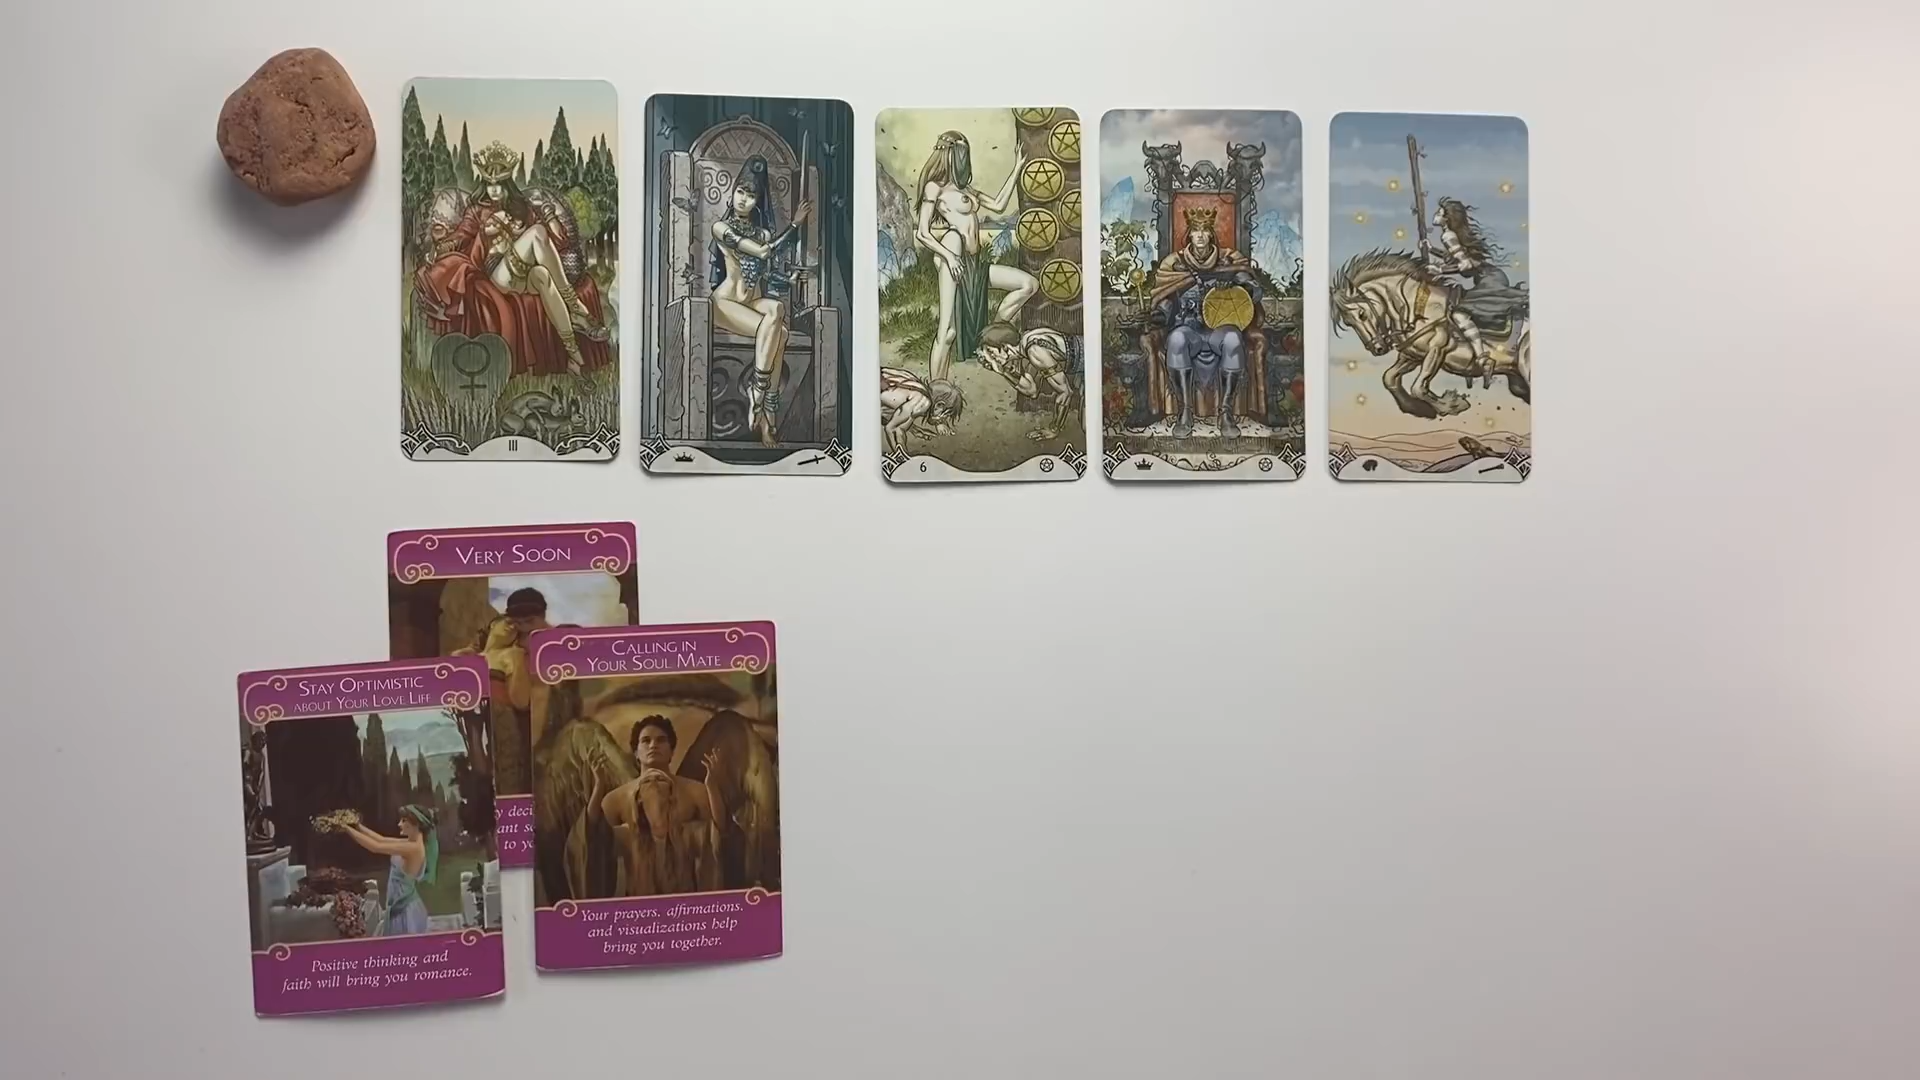 III
6
VERY SOON
STAY OPTIMISTIC
ABOUT YOUR LOVE LIFE
CALLING IN
YOUR SOUL MATE
to
Positive thinking and
faith will bring you romance.
Your prayers, affirmations,
and visualizations help
bring you together.